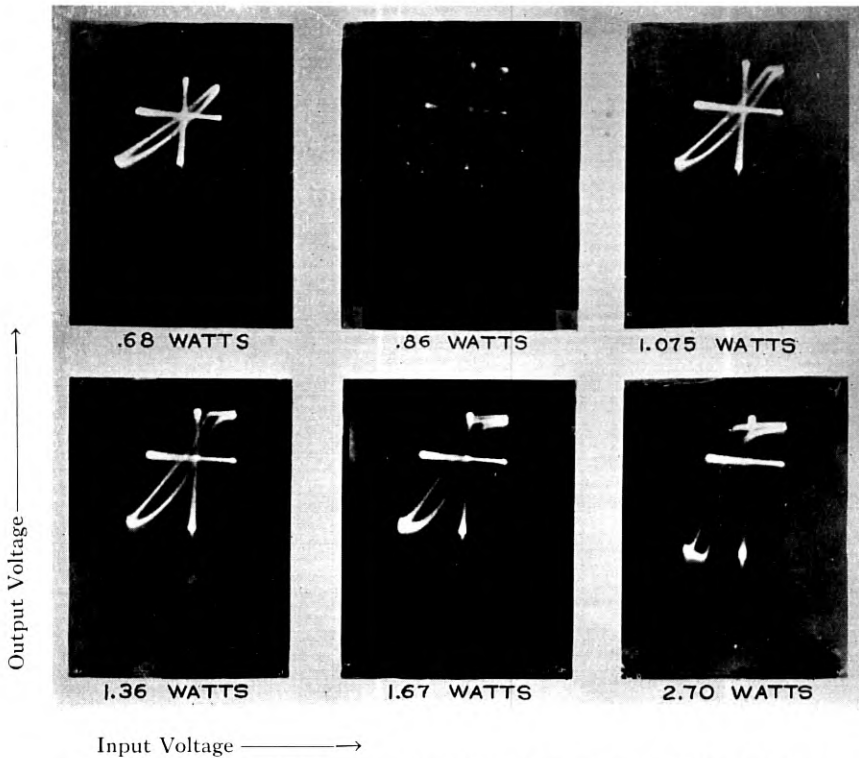 .68 WATTS
.86 WATTS
1.075 WATTS
1.36 WATTS
1.67 WATTS
2.70 WATTS
Output Voltage
Input Voltage